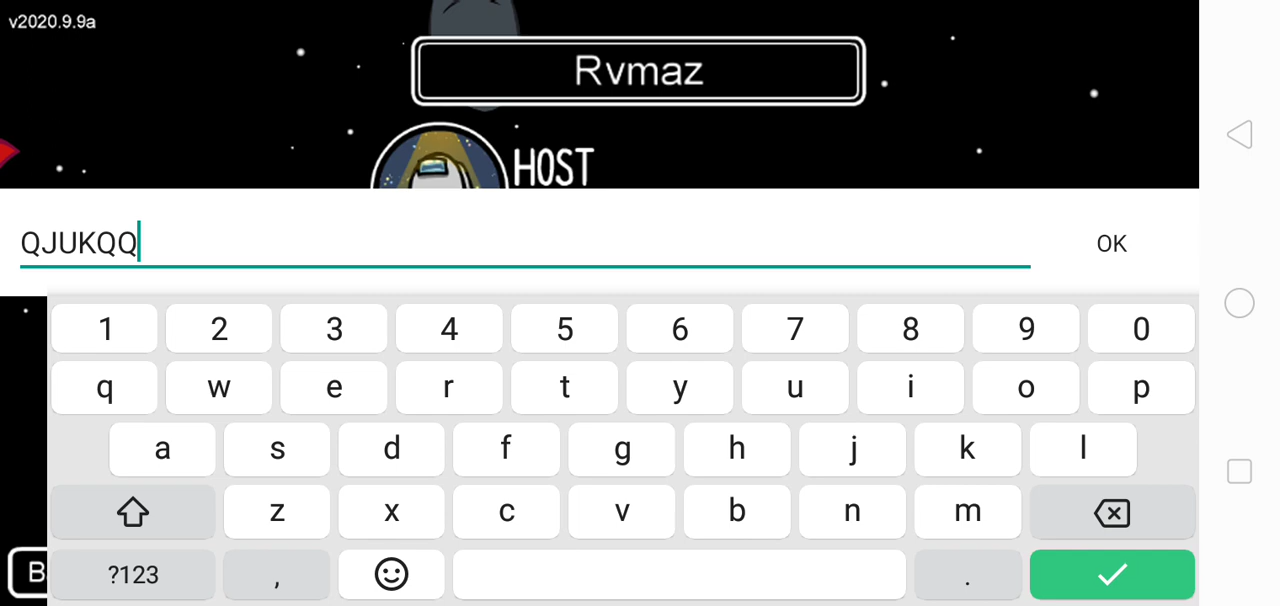 v2020.9.9a
Rvmaz
HOST
QJUKQQ
OK
1 2 3 4 5 6 7 8 9 0
q w e r t y u i o p
a s d f g h j k l
z x c v b n m
B ?123 , .